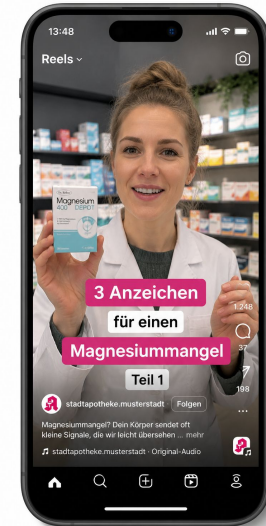 13:48
Reels
Magnesium
400 DEPOT
3 Anzeichen
für einen
Magnesiummangel
Teil 1
1.248
37
198
stadtapotheke.musterstadt
Folgen
Magnesiummangel? Dein Körper sendet oft
kleine Signale, die wir leicht übersehen ... mehr
stadtapotheke.musterstadt · Original-Audio